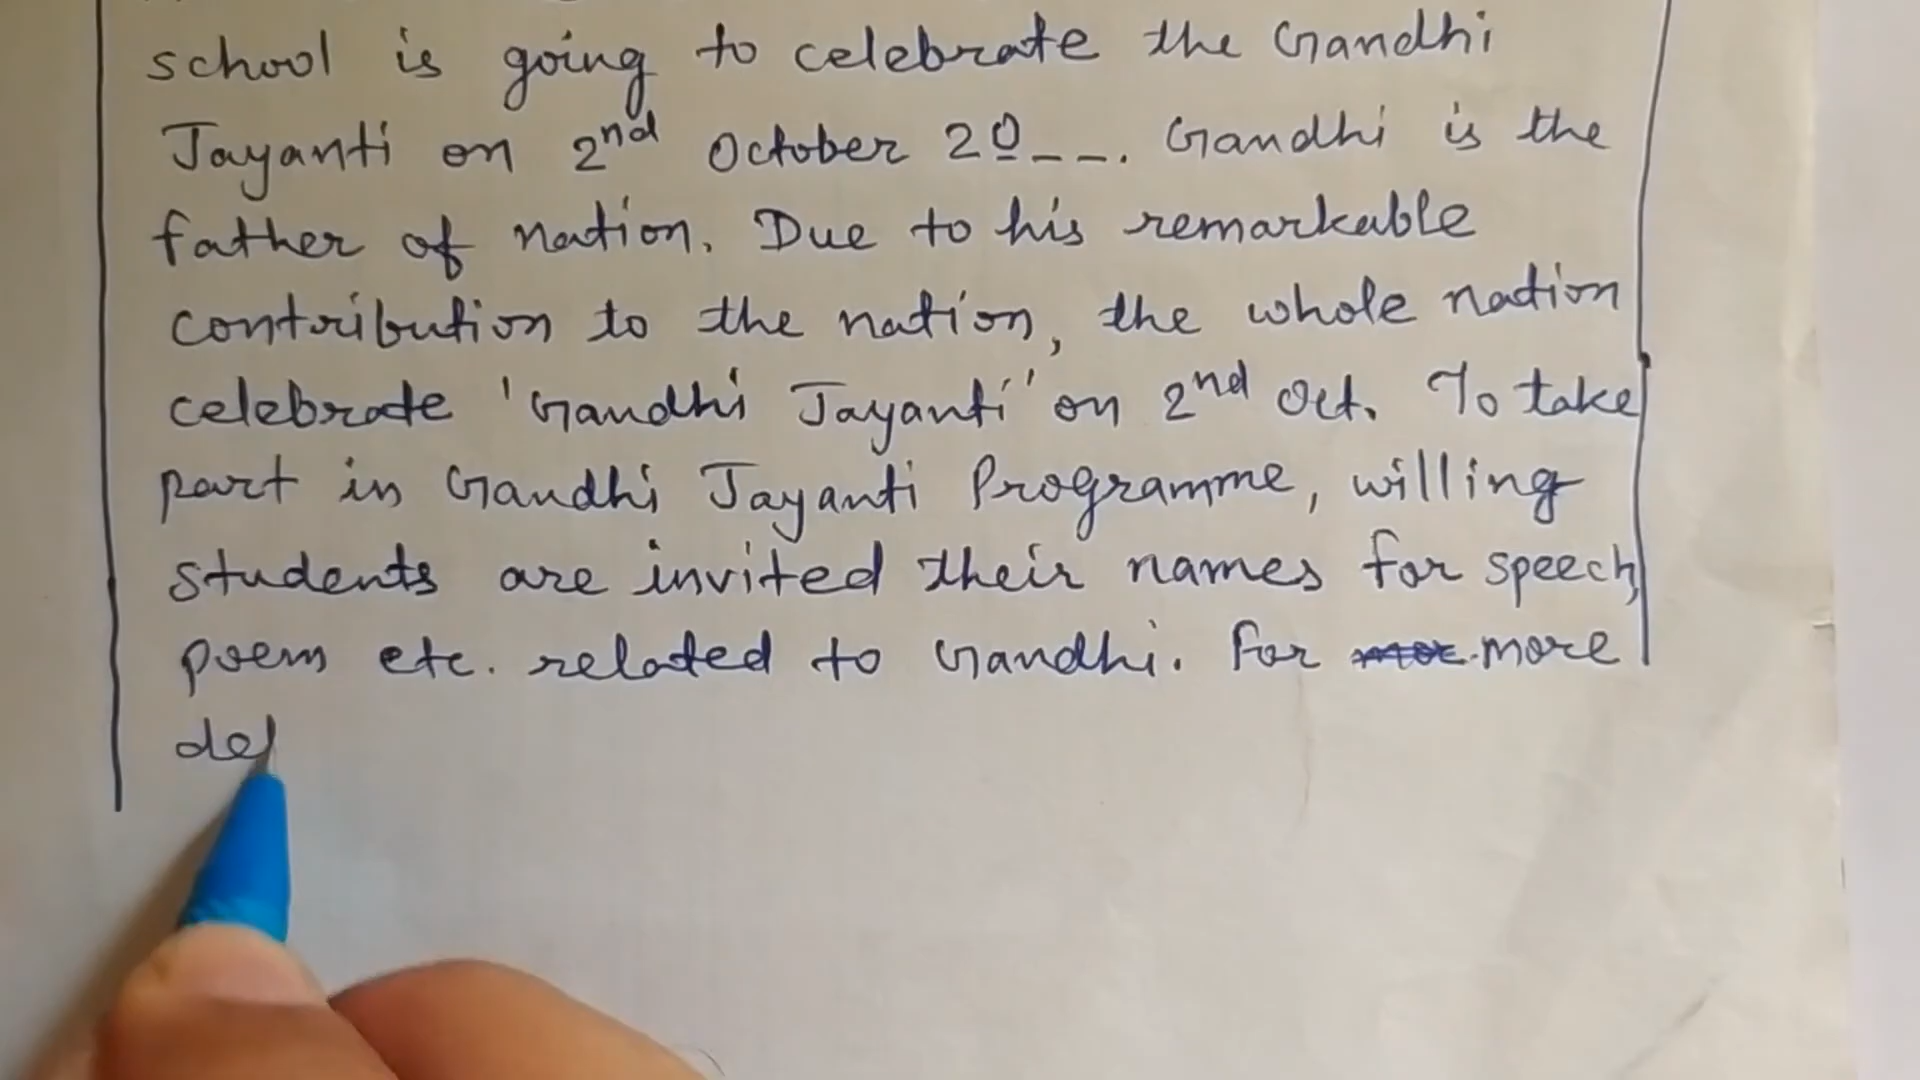 school is going to celebrate the Gandhi
Jayanti on 2nd October 20_ _. Gandhi is the
father of nation. Due to his remarkable
contribution to the nation, the whole nation
celebrate 'Gandhi Jayanti' on 2nd Oct. To take
part in Gandhi Jayanti Programme, willing
students are invited their names for speech,
poem etc. related to Gandhi. For more